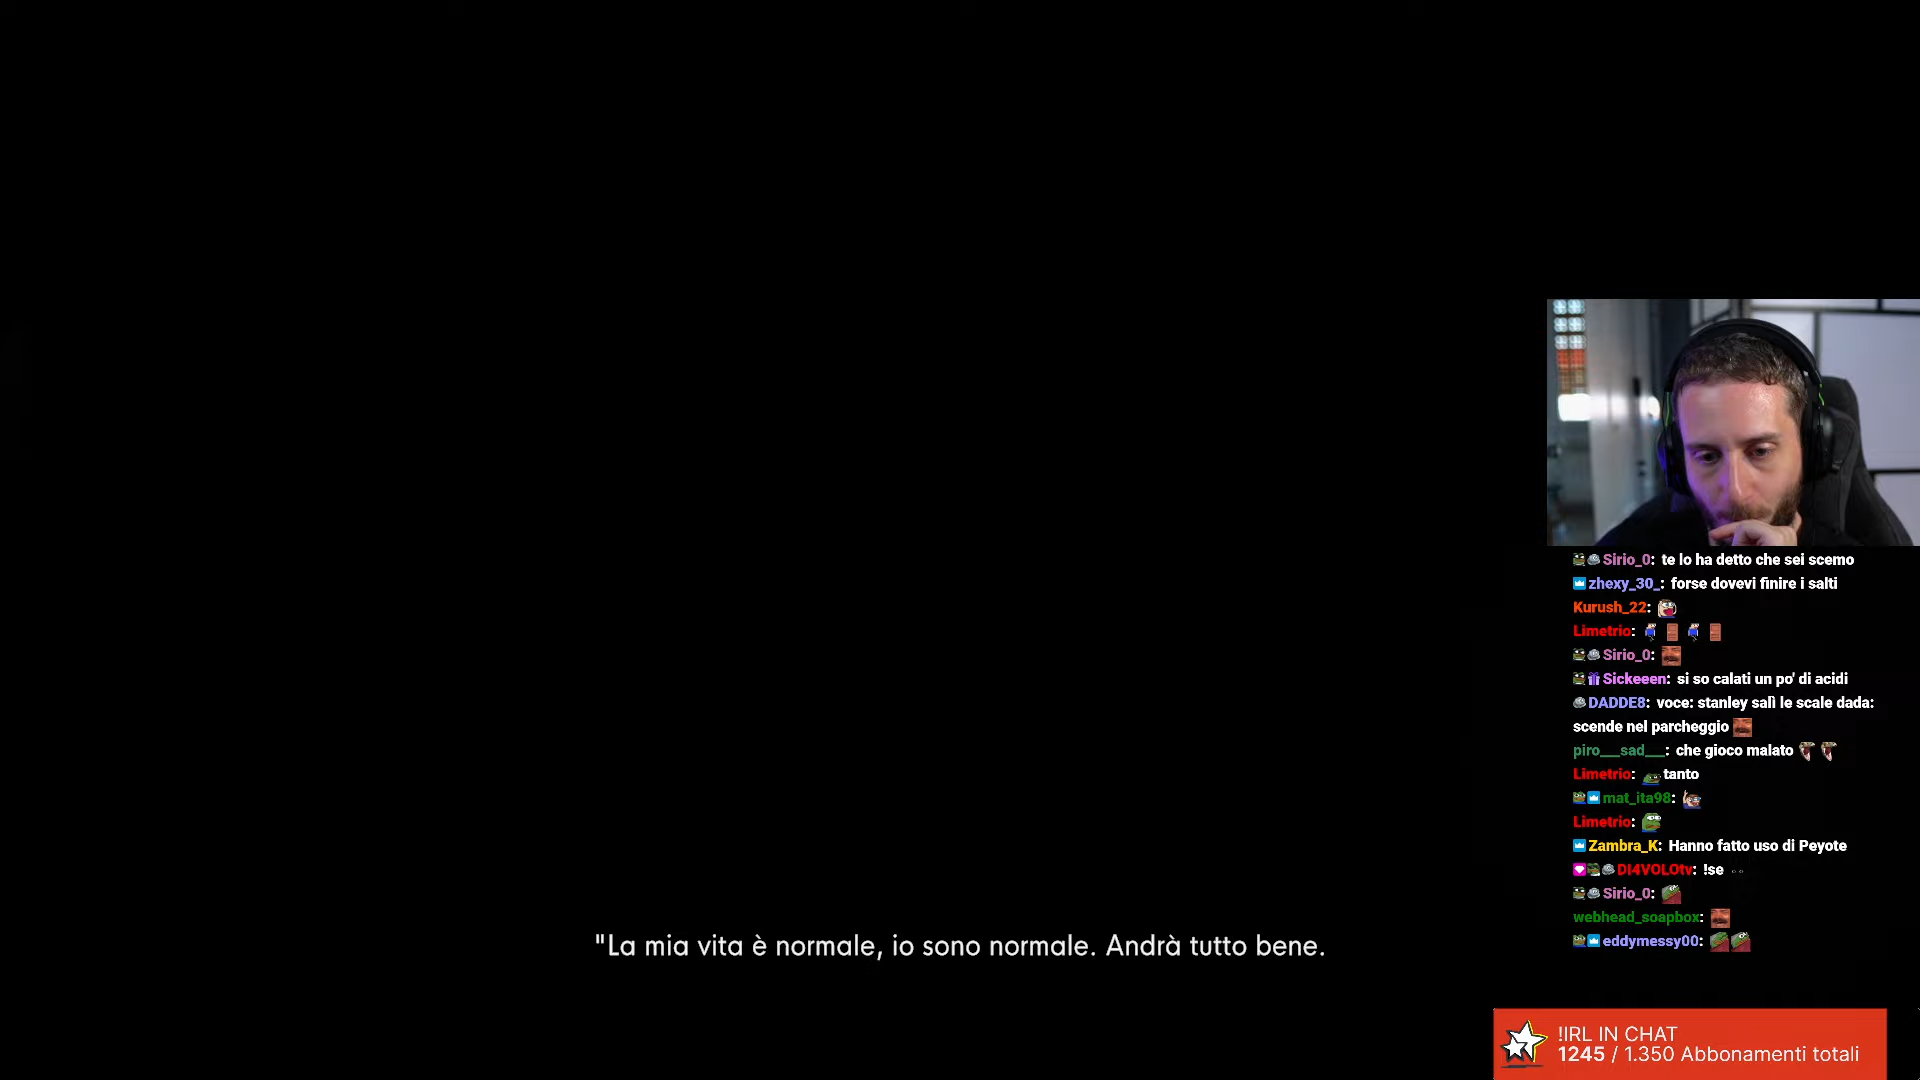 Sirio_0: te lo ha detto che sei scemo
zhexy_30_: forse dovevi finire i salti
Kurush_22:
Limetrio:
Sirio_0:
Sickeeen: si so calati un po' di acidi
DADDE8: voce: stanley salì le scale dada:
scende nel parcheggio
piro___sad___: che gioco malato
Limetrio: tanto
mat_ita98:
Limetrio:
Zambra_K: Hanno fatto uso di Peyote
DI4VOLOtv: !se
Sirio_0:
webhead_soapbox:
eddymessy00:
"La mia vita è normale, io sono normale. Andrà tutto bene.
!IRL IN CHAT
1245 / 1.350 Abbonamenti totali